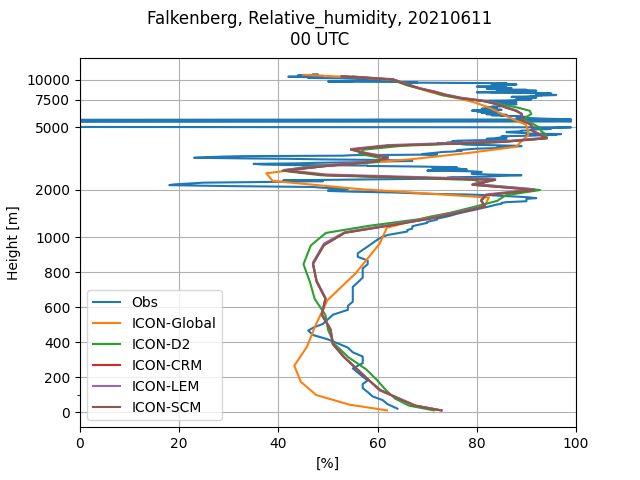 Falkenberg, Relative_humidity, 20210611
00 UTC
10000
7500
5000
2000
1000
800
600
400
200
0
Height [m]
Obs
ICON-Global
ICON-D2
ICON-CRM
ICON-LEM
ICON-SCM
0 20 40 60 80 100
[%]